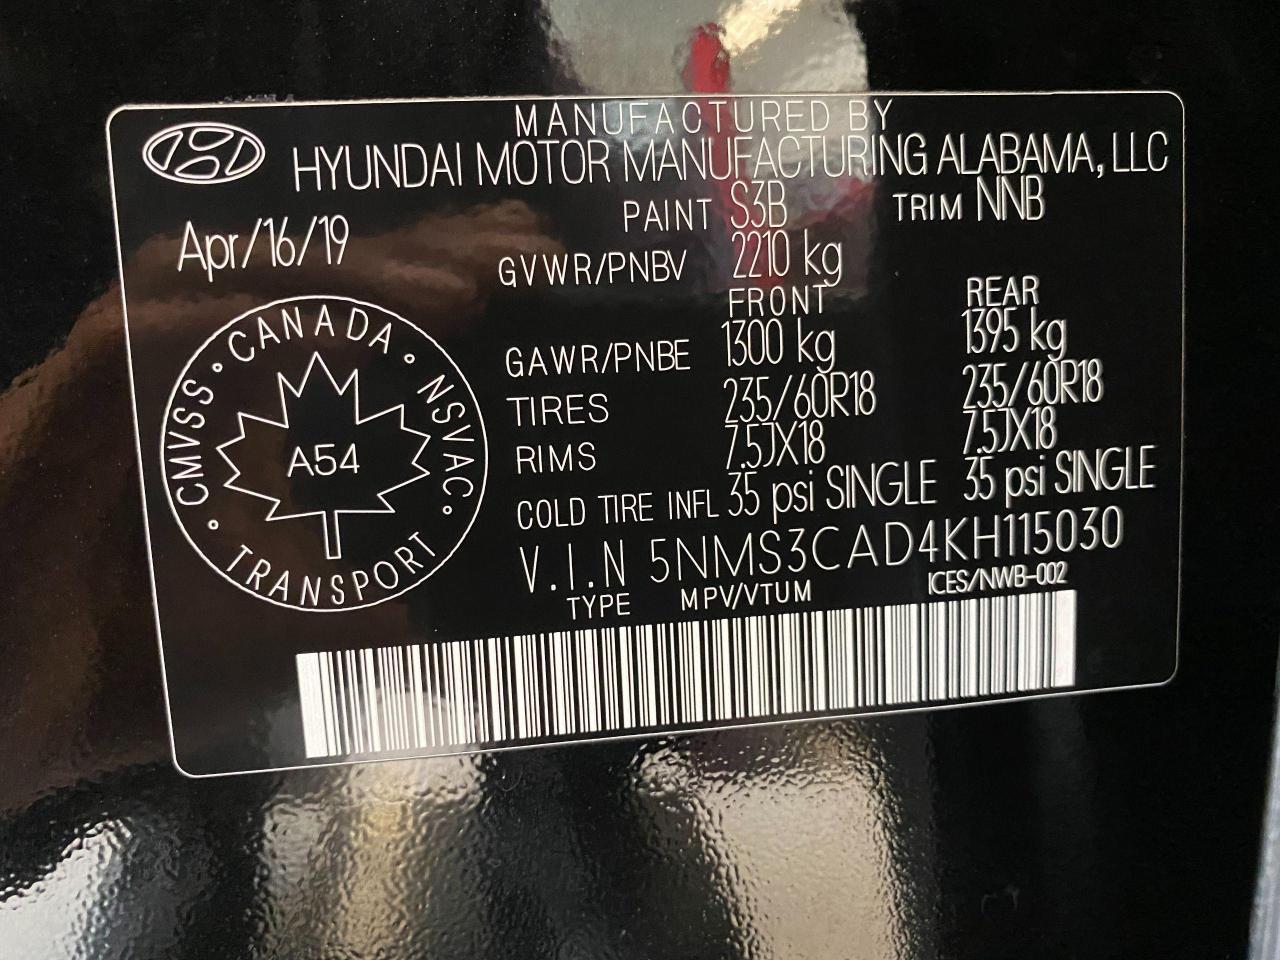 MANUFACTURED BY
HYUNDAI MOTOR MANUFACTURING ALABAMA, LLC
Apr/16/19
PAINT S3B TRIM NNB
GVWR/PNBV 2210 kg
FRONT REAR
GAWR/PNBE 1300 kg 1395 kg
TIRES 235/60R18 235/60R18
RIMS 7.5JX18 7.5JX18
COLD TIRE INFL 35 psi SINGLE 35 psi SINGLE
V.I.N 5NMS3CAD4KH115030
TYPE MPV/VTUM ICES/NWB-002
CANADA
CMVSS
NSVAC
A54
TRANSPORT